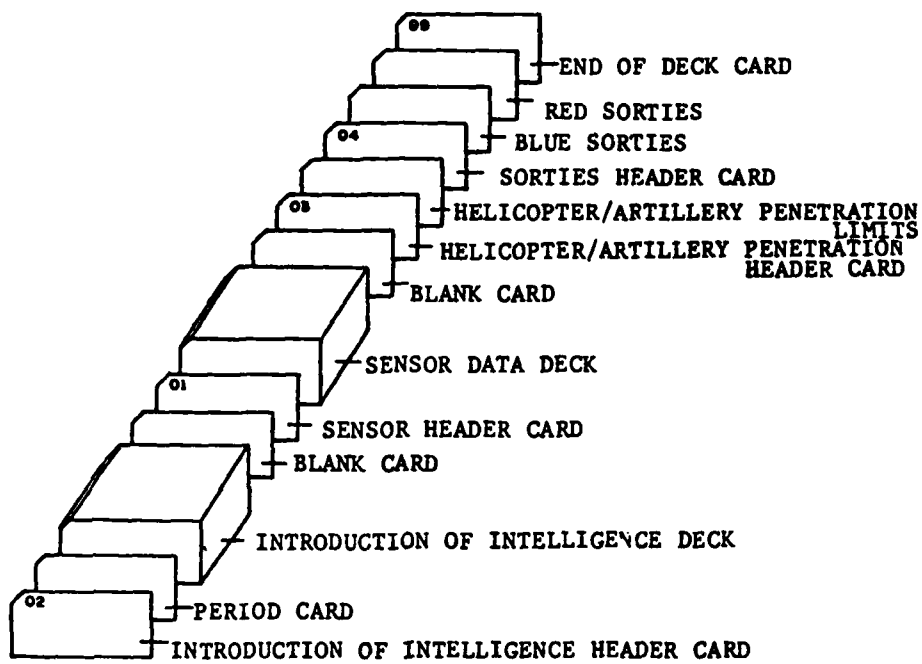 99
END OF DECK CARD
RED SORTIES
BLUE SORTIES
04
SORTIES HEADER CARD
HELICOPTER/ARTILLERY PENETRATION
LIMITS
03
HELICOPTER/ARTILLERY PENETRATION
HEADER CARD
BLANK CARD
SENSOR DATA DECK
01
SENSOR HEADER CARD
BLANK CARD
INTRODUCTION OF INTELLIGENCE DECK
PERIOD CARD
02
INTRODUCTION OF INTELLIGENCE HEADER CARD